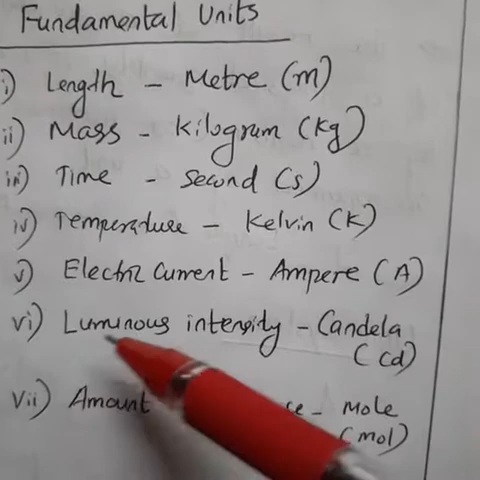 Fundamental Units
i) Length - Metre (m)
ii) Mass - Kilogram (Kg)
iii) Time - Second (s)
iv) Temperature - Kelvin (K)
v) Electric Current - Ampere (A)
vi) Luminous intensity - Candela
(cd)
vii) Amount - Mole
(mol)